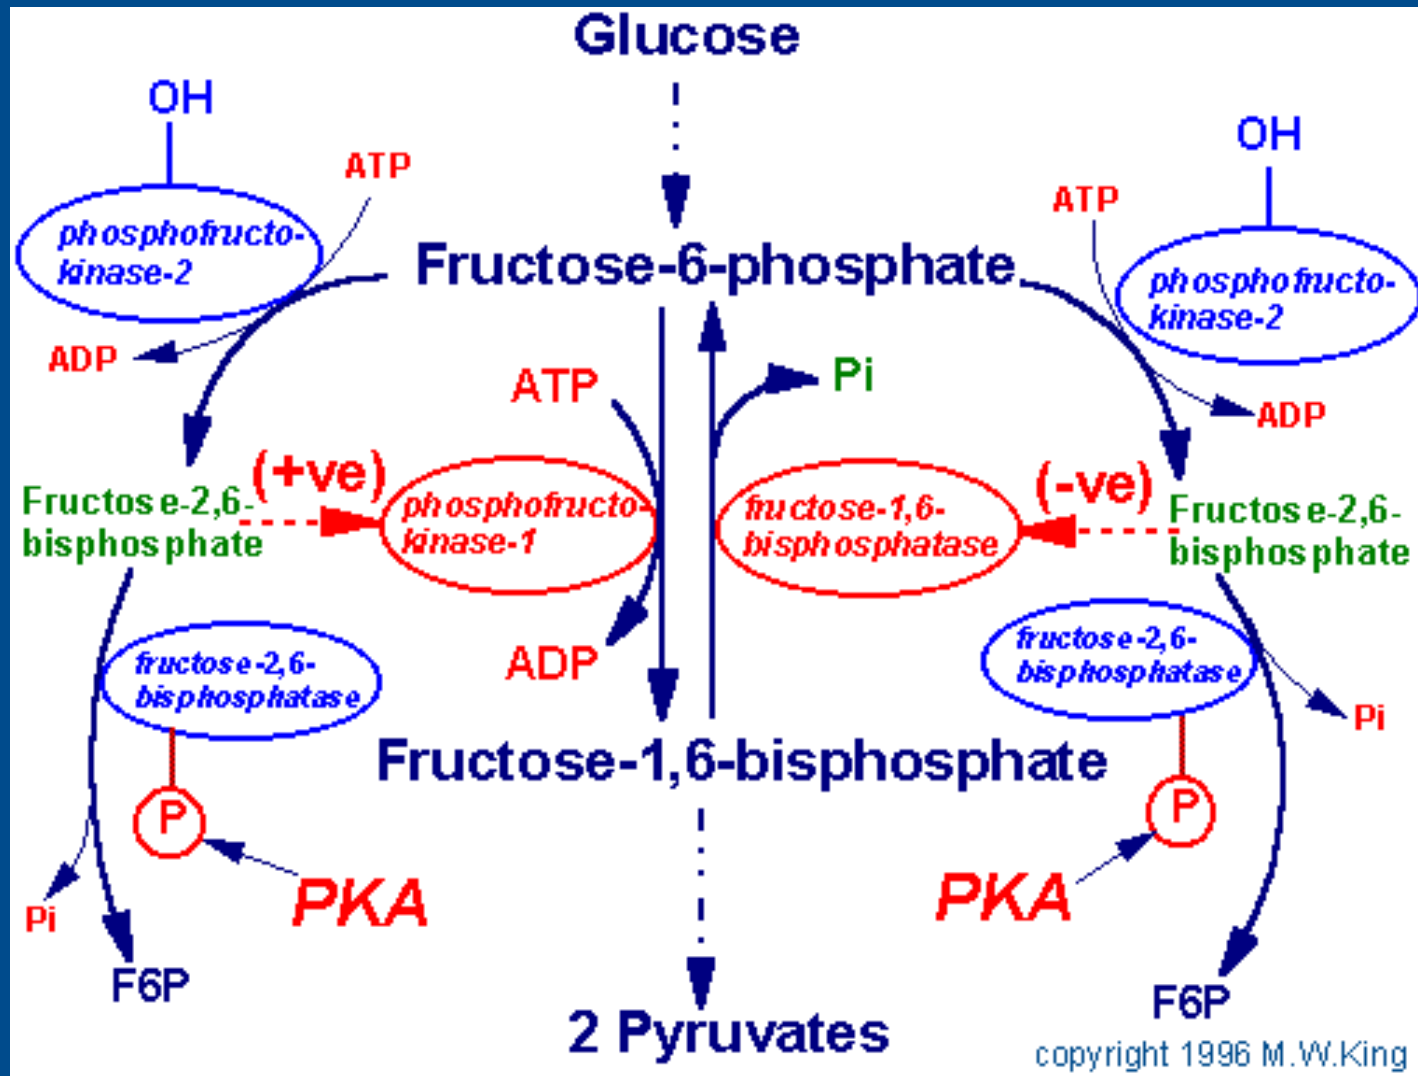 Glucose
OH
ATP
phosphofructo-
kinase-2
ADP
OH
ATP
phosphofructo-
kinase-2
ADP
Fructose-6-phosphate
ATP
Pi
Fructose-2,6-
bisphosphate
(+ve)
phosphofructo-
kinase-1
fructose-1,6-
bisphosphatase
(-ve)
Fructose-2,6-
bisphosphate
ADP
fructose-2,6-
bisphosphatase
fructose-2,6-
bisphosphatase
Pi
Fructose-1,6-bisphosphate
P
PKA
Pi
F6P
P
PKA
F6P
2 Pyruvates
copyright 1996 M.W.King